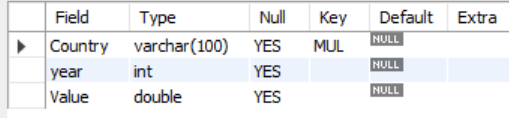 Field Type Null Key Default Extra
Country varchar(100) YES MUL NULL
year int YES NULL
Value double YES NULL